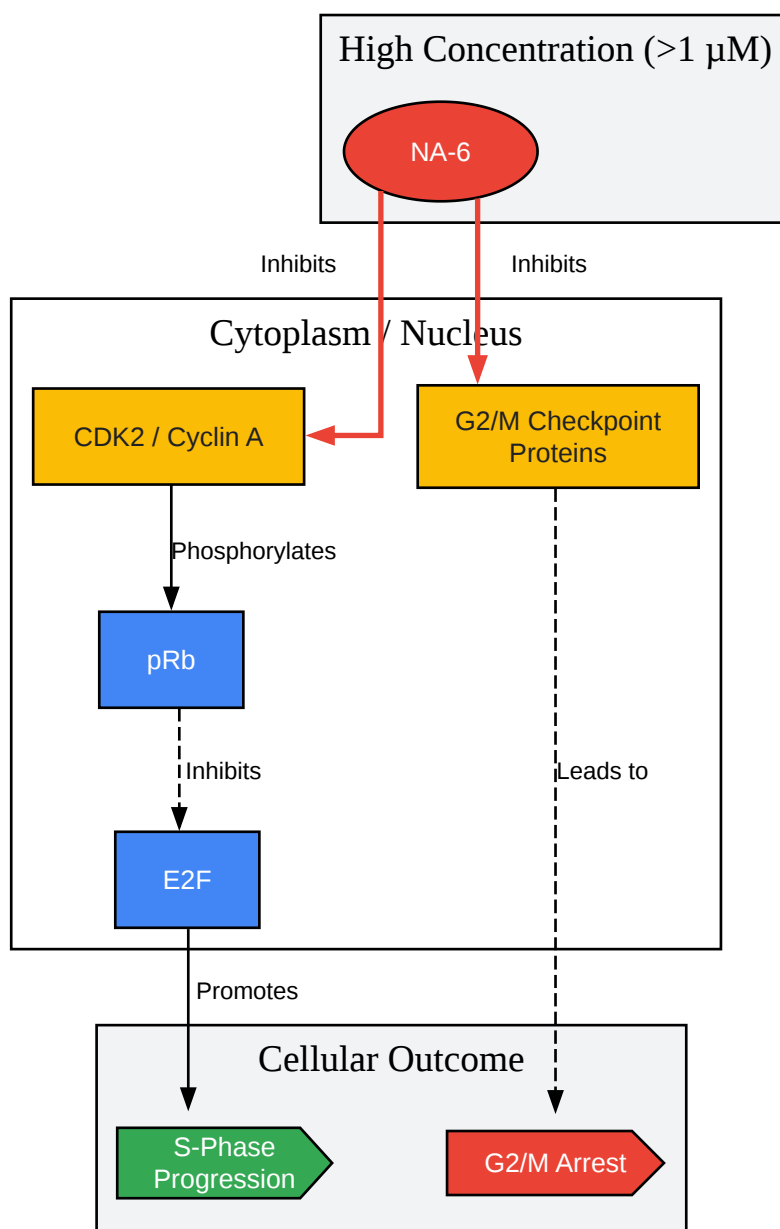 High Concentration (>1 µM)
NA-6
Inhibits
Inhibits
Cytoplasm / Nucleus
CDK2 / Cyclin A
G2/M Checkpoint
Proteins
Phosphorylates
pRb
Inhibits
Leads to
E2F
Promotes
Cellular Outcome
S-Phase
Progression
G2/M Arrest